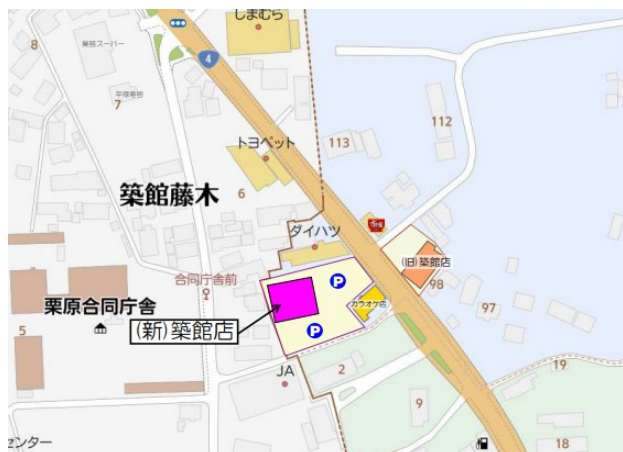 しまむら
8
栗原スーパー
4
7
トヨペット
113
112
築館藤木
6
ダイハツ
(旧)築館店
合同庁舎前
P
98
カラオケ店
97
栗原合同庁舎
(新)築館店
P
5
JA
2
19
9
センター
18